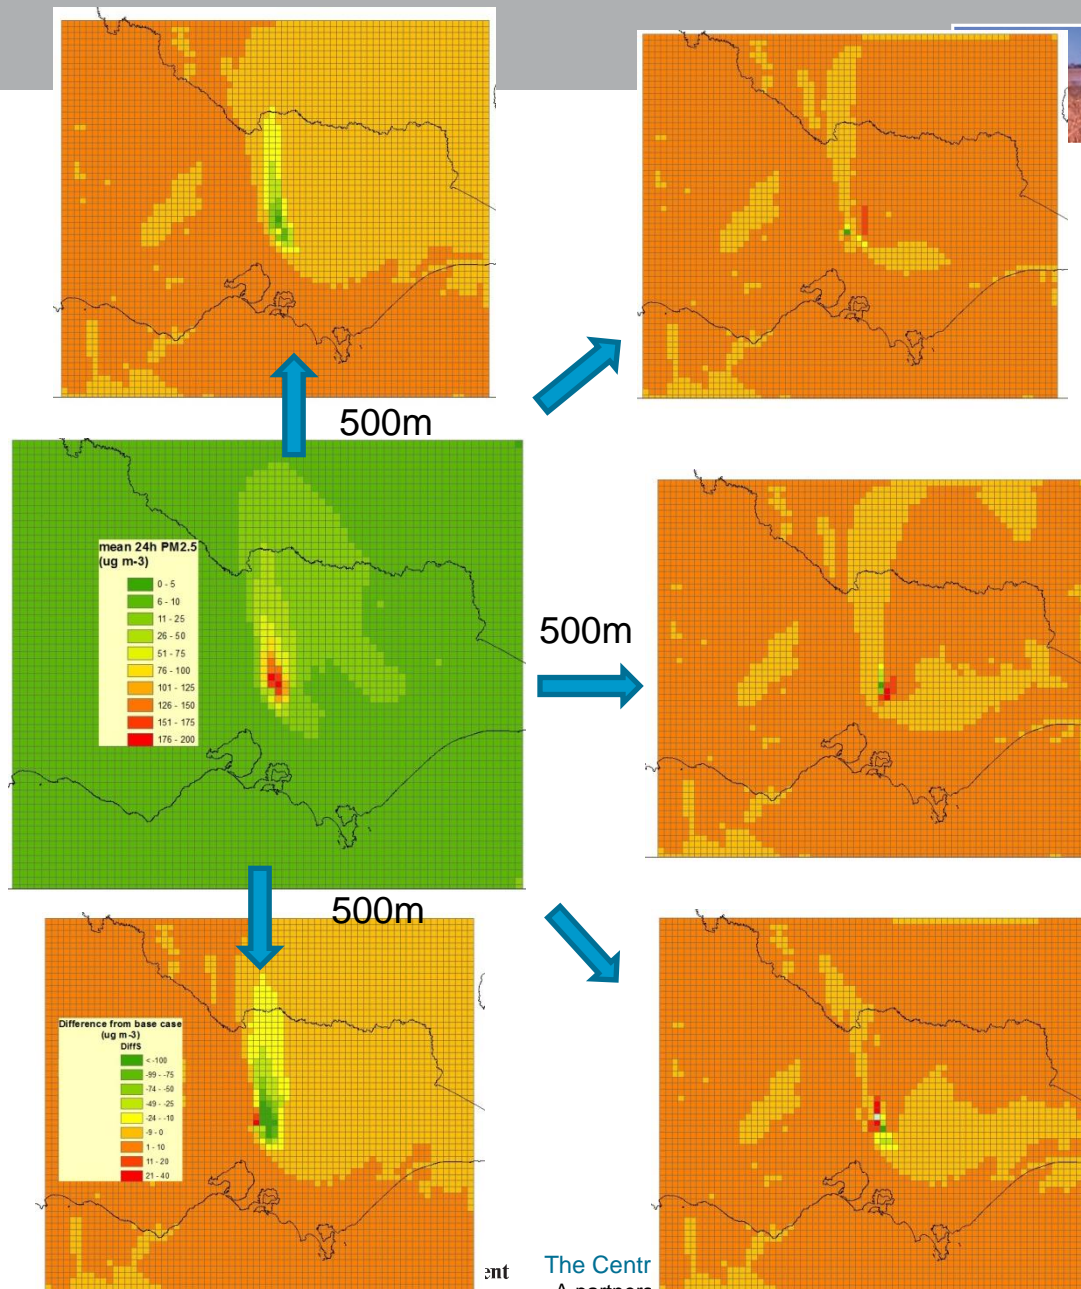 500m
mean 24h PM2.5
(ug m-3)
0 - 5
6 - 10
11 - 25
26 - 50
51 - 75
76 - 100
101 - 125
126 - 150
151 - 175
176 - 200
500m
500m
Difference from base case
(ug m-3)
DiffS
< -100
-99 - -75
-74 - -50
-49 - -25
-24 - -10
-9 - 0
1 - 10
11 - 20
21 - 40
ent
The Centr